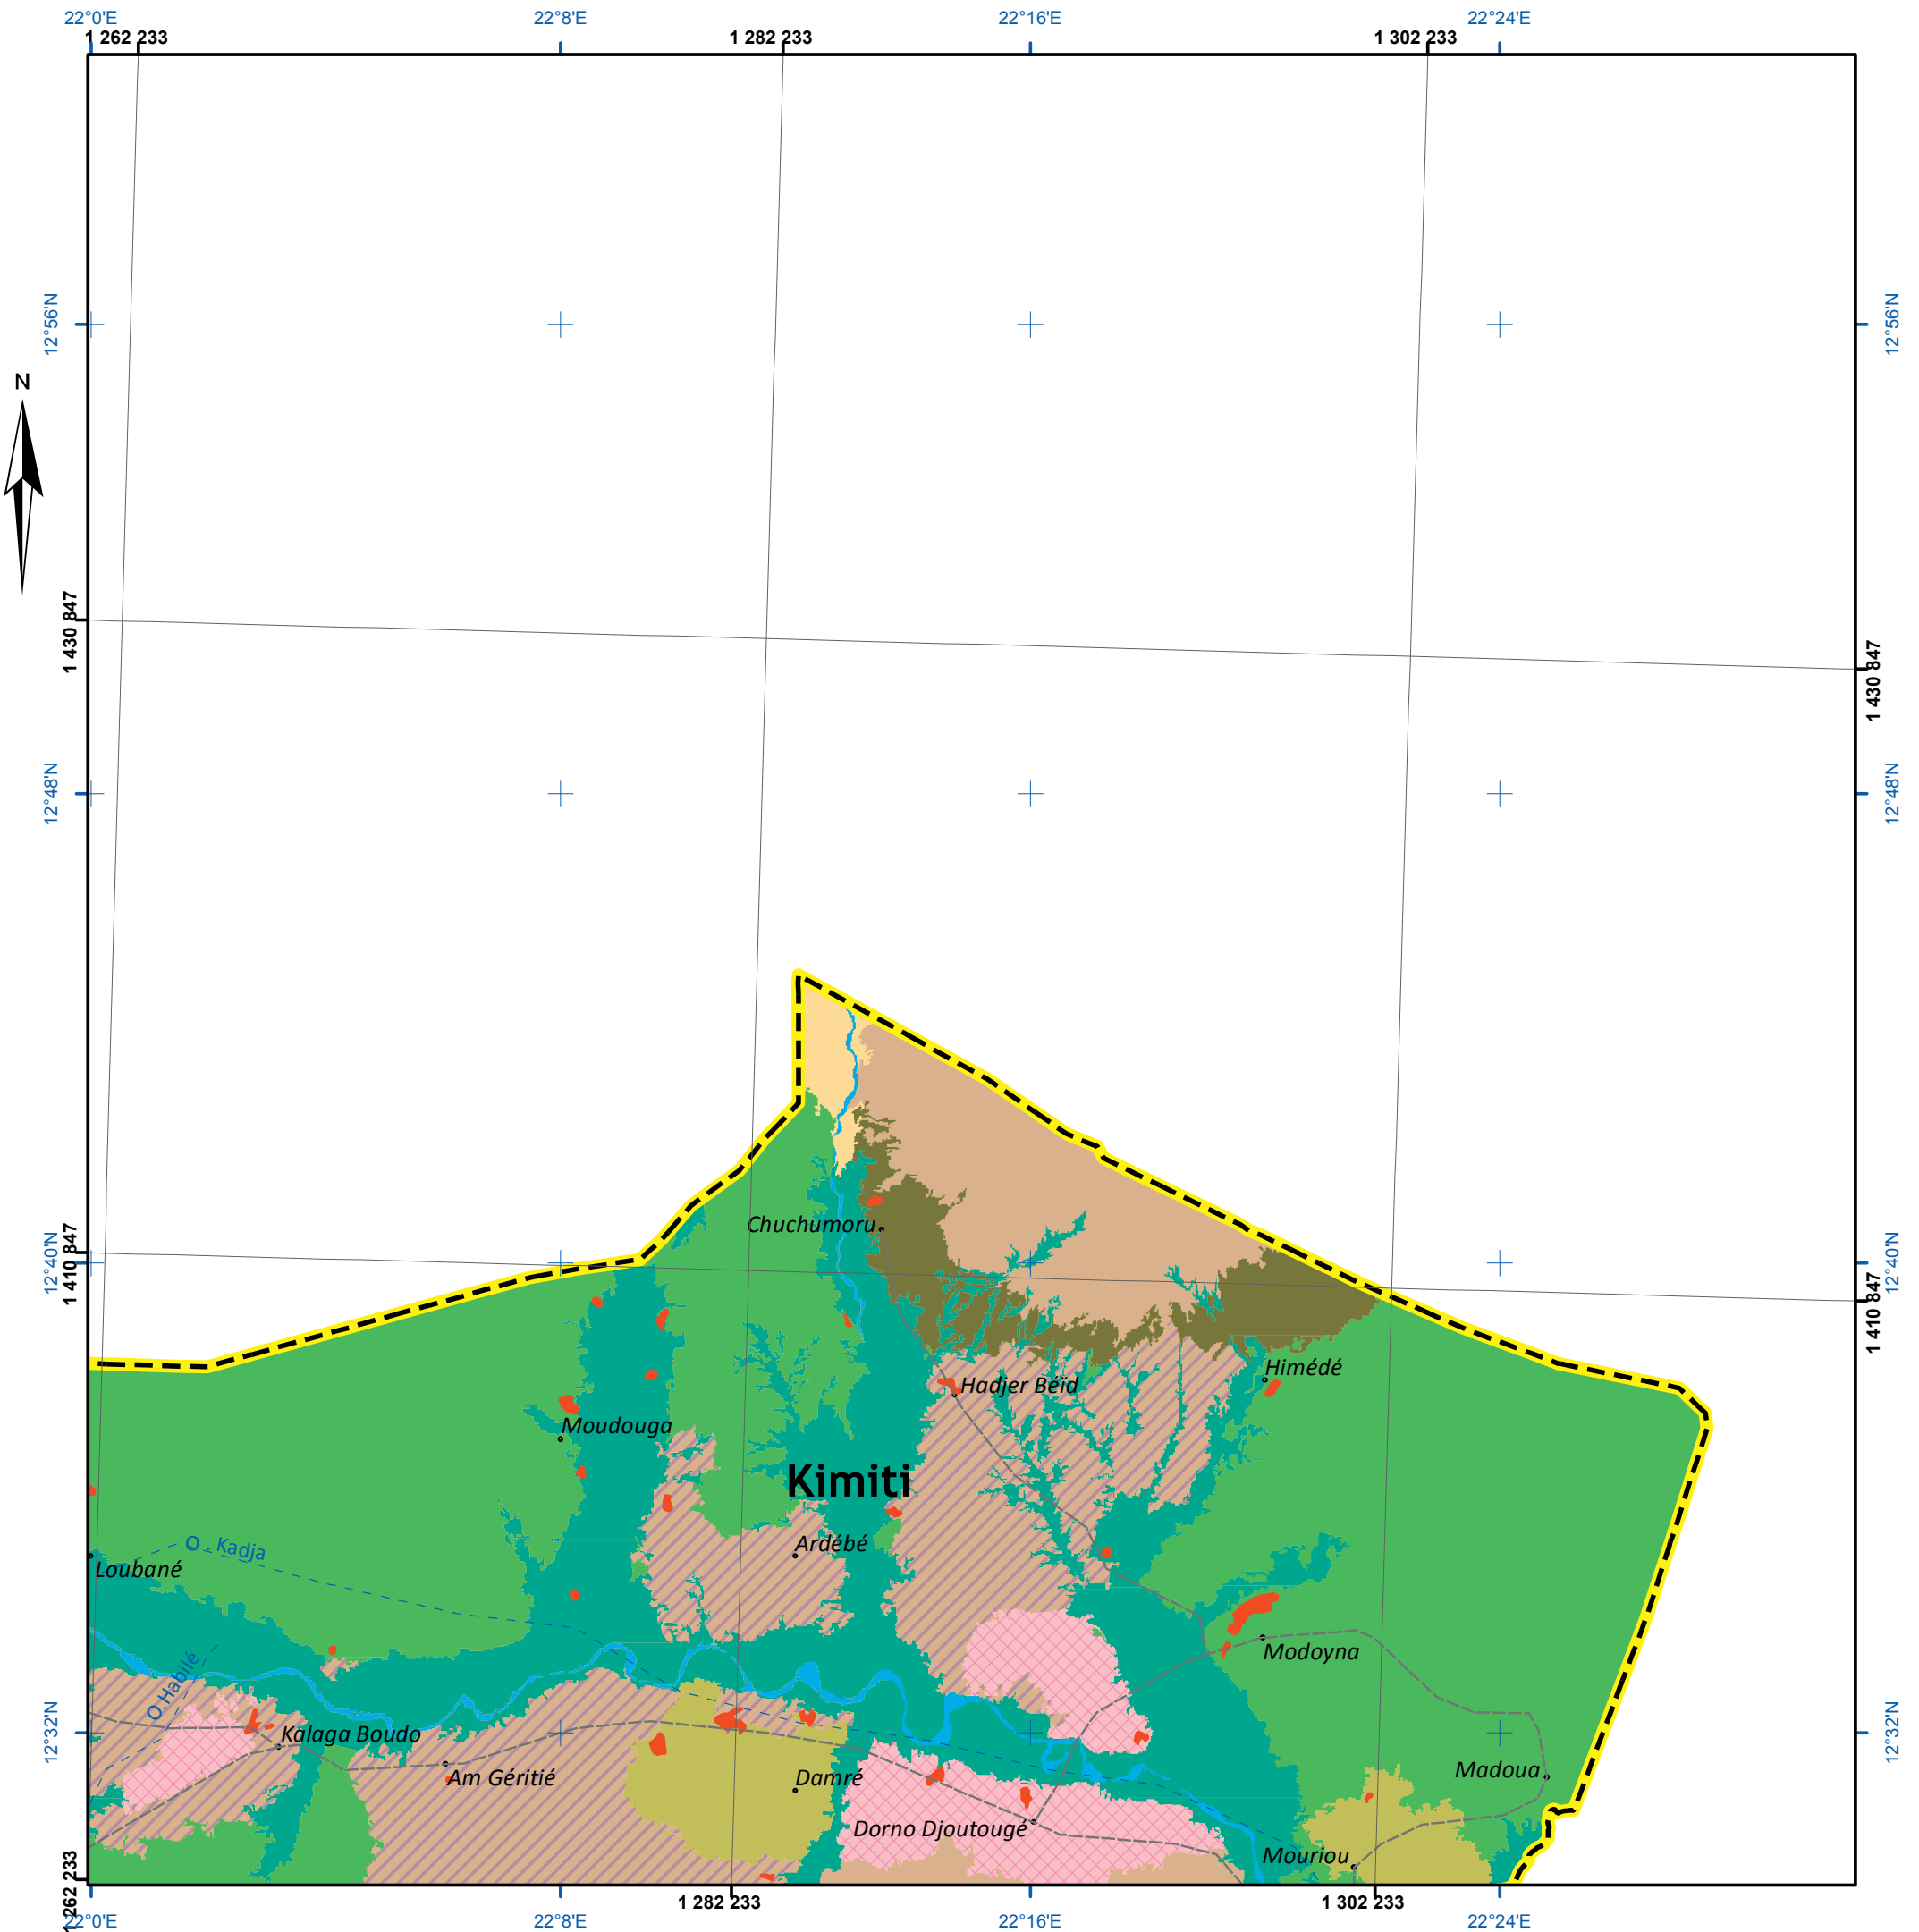 22°0'E 22°8'E 22°16'E 22°24'E
1 262 233 1 282 233 1 302 233
12°56'N 12°56'N
N
1 430 847 1 430 847
12°48'N 12°48'N
Chuchumoru
12°40'N 12°40'N
1 410 847 1 410 847
Himédé
Hadjer Béïd
Moudouga
Kimiti
Ardébé
O . Kadja
Loubané
Modoyna
O.Habilé
12°32'N 12°32'N
Kalaga Boudo
Madoua
Am Géritié
Damré
Dorno Djoutougé
Mouriou
1 262 233
1 282 233 1 302 233
22°0'E 22°8'E 22°16'E 22°24'E